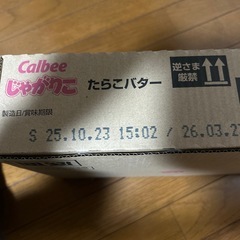 Calbee
じゃがりこ たらこバター
逆さま
厳禁
製造日/賞味期限
S 25.10.23 15:02 / 26.03.2